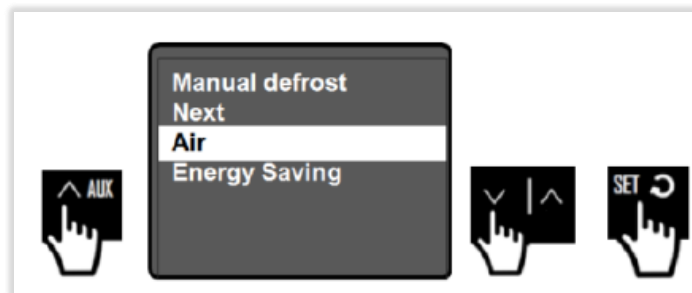 Manual defrost
Next
Air
Energy Saving
AUX
SET